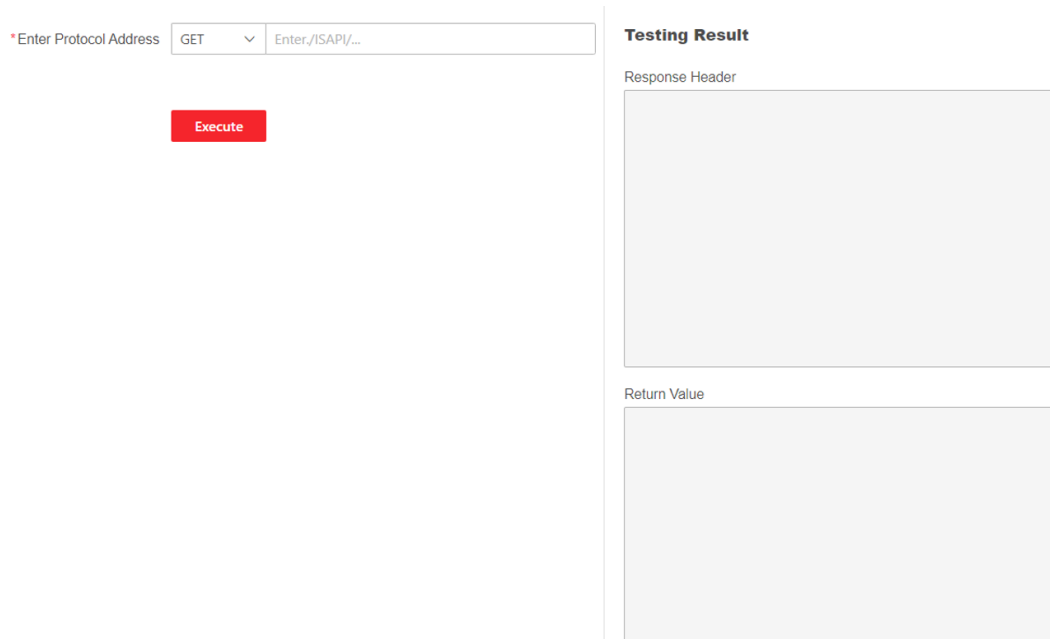 *Enter Protocol Address GET Enter./ISAPI/...
Execute
Testing Result
Response Header
Return Value